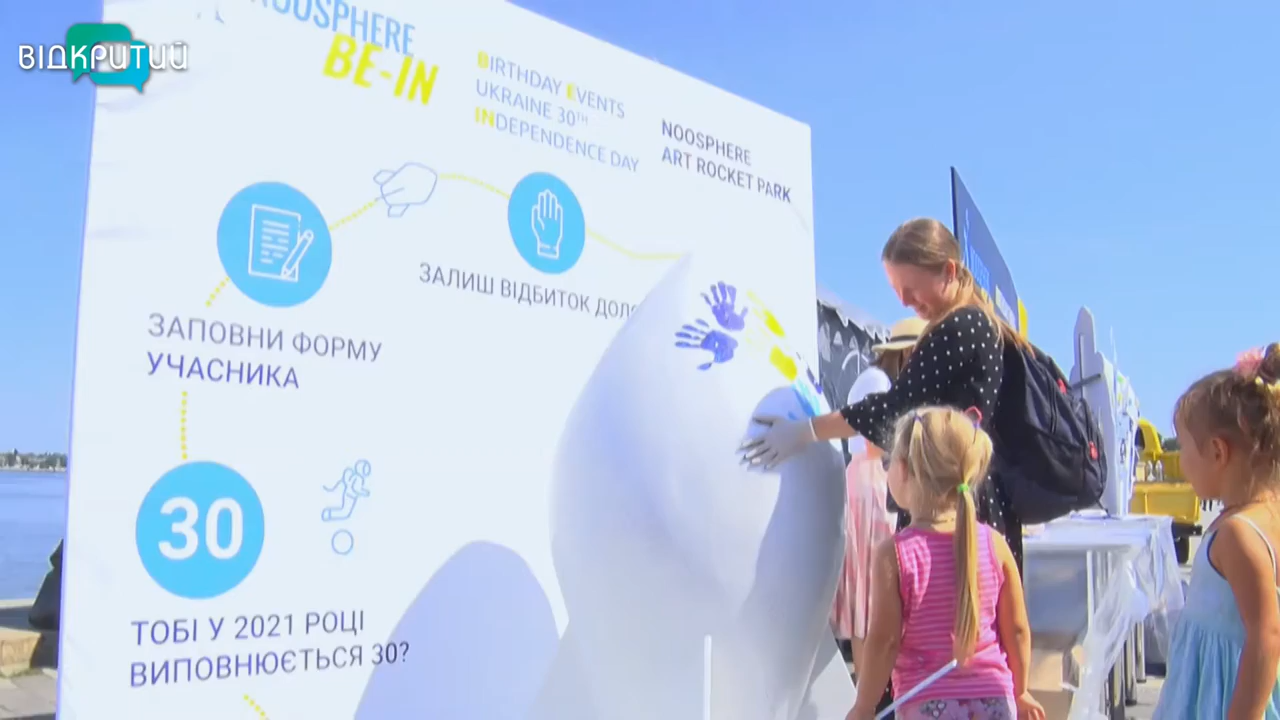 ВІДКРИТИЙ
NOOSPHERE
BE-IN
BIRTHDAY EVENTS
UKRAINE 30TH
INDEPENDENCE DAY
NOOSPHERE
ART ROCKET PARK
ЗАЛИШ ВІДБИТОК
ЗАПОВНИ ФОРМУ
УЧАСНИКА
30
ТОБІ У 2021 РОЦІ
ВИПОВНЮЄТЬСЯ 30?